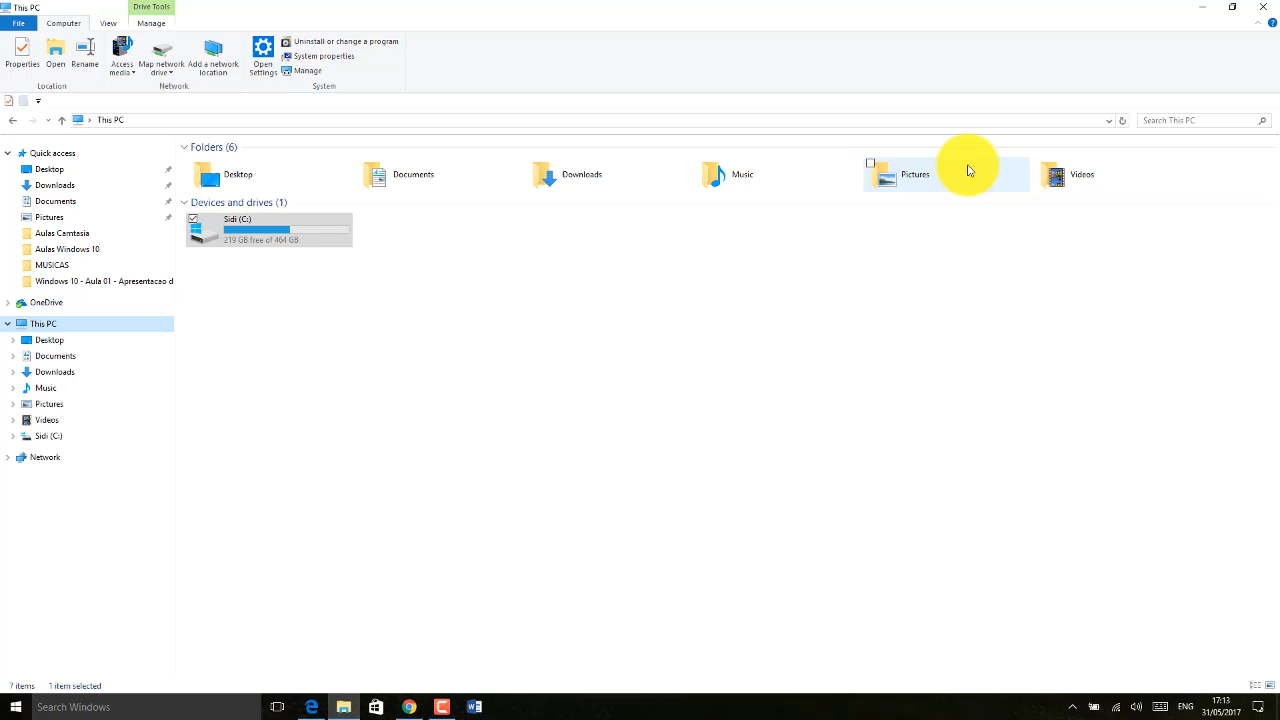 This PC
Drive Tools
File
Computer
View
Manage
Properties
Open
Rename
Access media
Map network drive
Add a network location
Open Settings
Uninstall or change a program
System properties
Manage
Location
Network
System
This PC
Search This PC
Quick access
Desktop
Downloads
Documents
Pictures
Aulas Camtasia
Aulas Windows 10
MUSICAS
Windows 10 - Aula 01 - Apresentacao d
OneDrive
This PC
Desktop
Documents
Downloads
Music
Pictures
Videos
Sidi (C:)
Network
Folders (6)
Desktop
Documents
Downloads
Music
Pictures
Videos
Devices and drives (1)
Sidi (C:)
219 GB free of 464 GB
7 items
1 item selected
Search Windows
ENG
17:13
31/05/2017